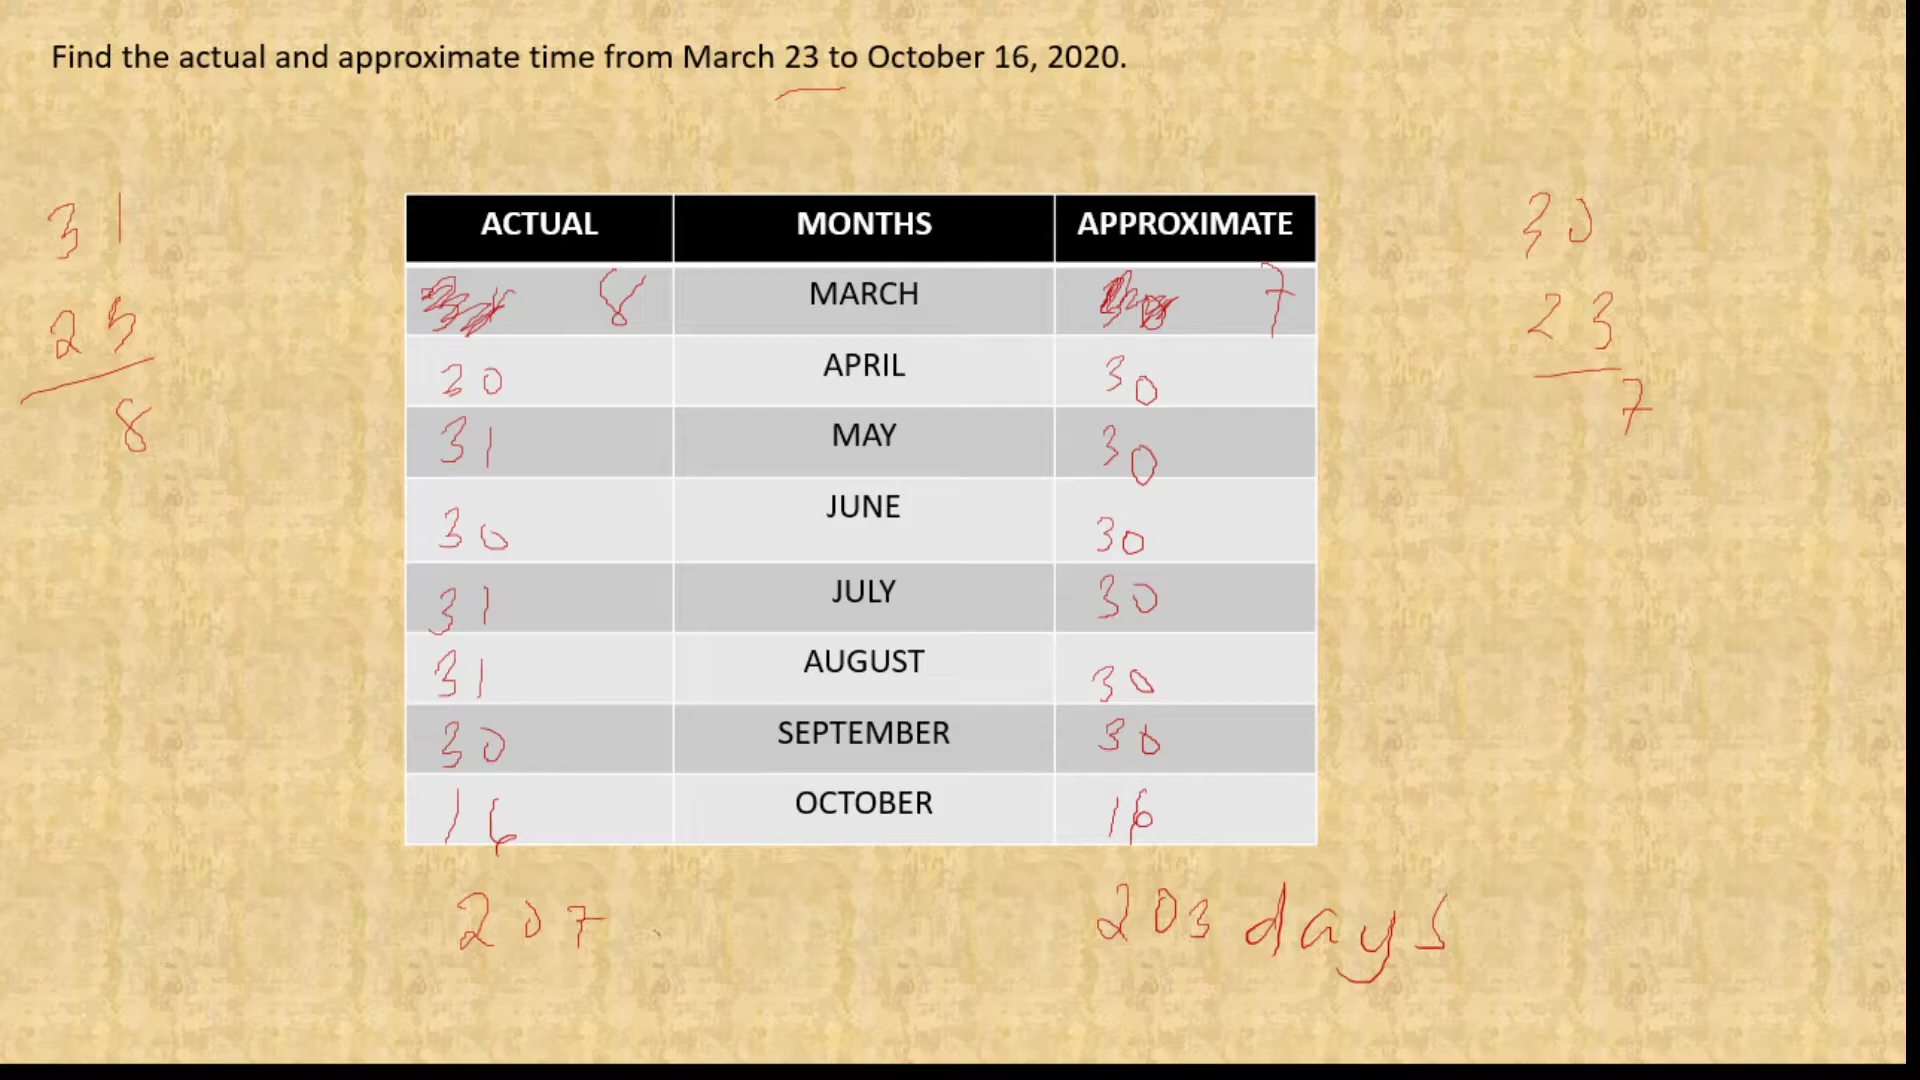 Find the actual and approximate time from March 23 to October 16, 2020.
31
23
8
30
23
7
ACTUAL MONTHS APPROXIMATE
8 MARCH 7
30 APRIL 30
31 MAY 30
30 JUNE 30
31 JULY 30
31 AUGUST 30
30 SEPTEMBER 30
16 OCTOBER 16
207 203 days